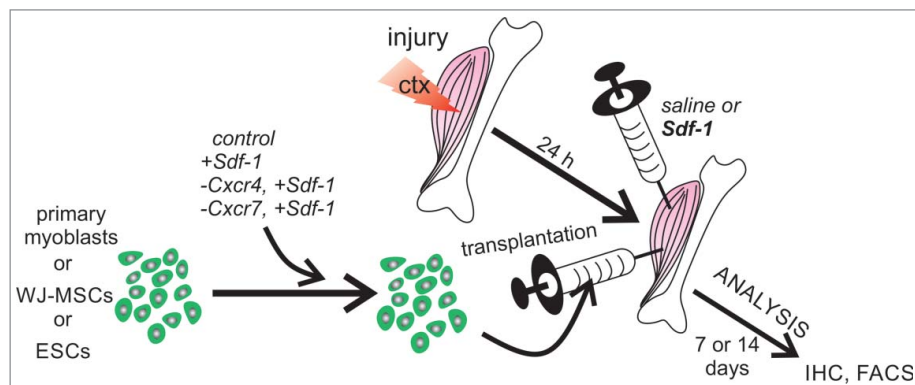 injury
ctx
saline or
Sdf-1
24 h
control
+Sdf-1
-Cxcr4, +Sdf-1
-Cxcr7, +Sdf-1
primary
myoblasts
or
WJ-MSCs
or
ESCs
transplantation
ANALYSIS
7 or 14
days
IHC, FACS